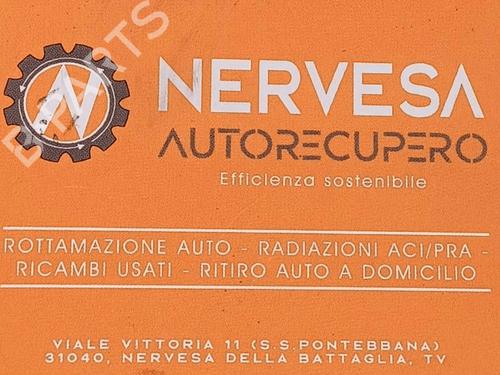 NERVESA
AUTORECUPERO
Efficienza sostenibile
ROTTAMAZIONE AUTO - RADIAZIONI ACI/PRA -
RICAMBI USATI - RITIRO AUTO A DOMICILIO
VIALE VITTORIA 11 (S.S.PONTEBBANA)
31040, NERVESA DELLA BATTAGLIA, TV